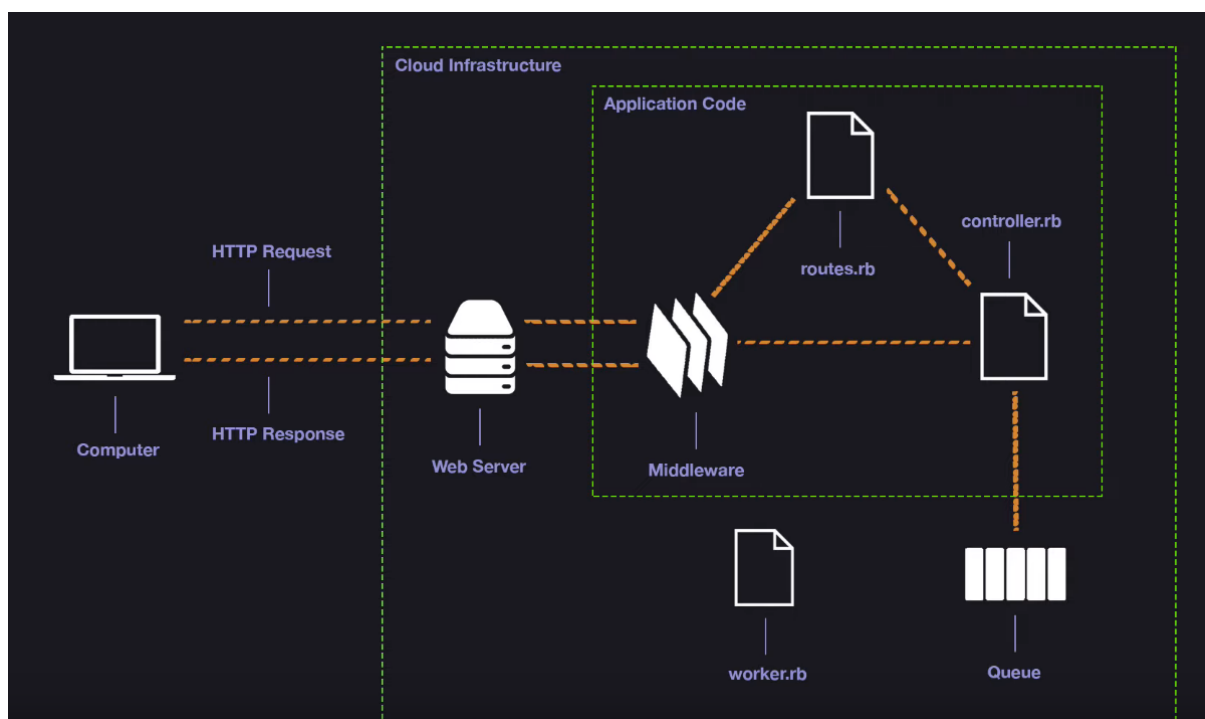 Cloud Infrastructure
Application Code
controller.rb
HTTP Request
routes.rb
HTTP Response
Computer
Web Server
Middleware
worker.rb
Queue